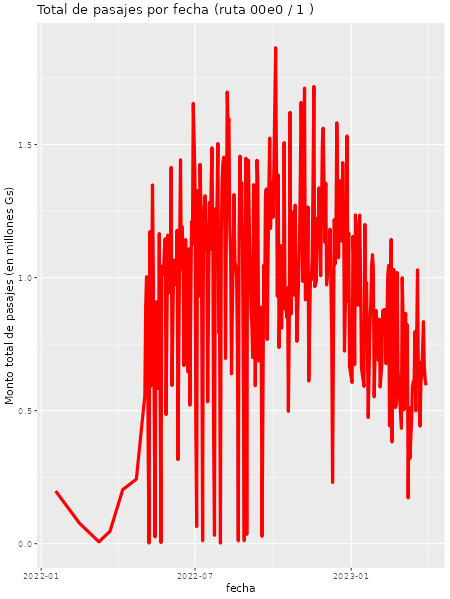 Total de pasajes por fecha (ruta 00e0 / 1 )
Monto total de pasajes (en millones Gs)
1.5
1.0
0.5
0.0
2022-01
2022-07
2023-01
fecha